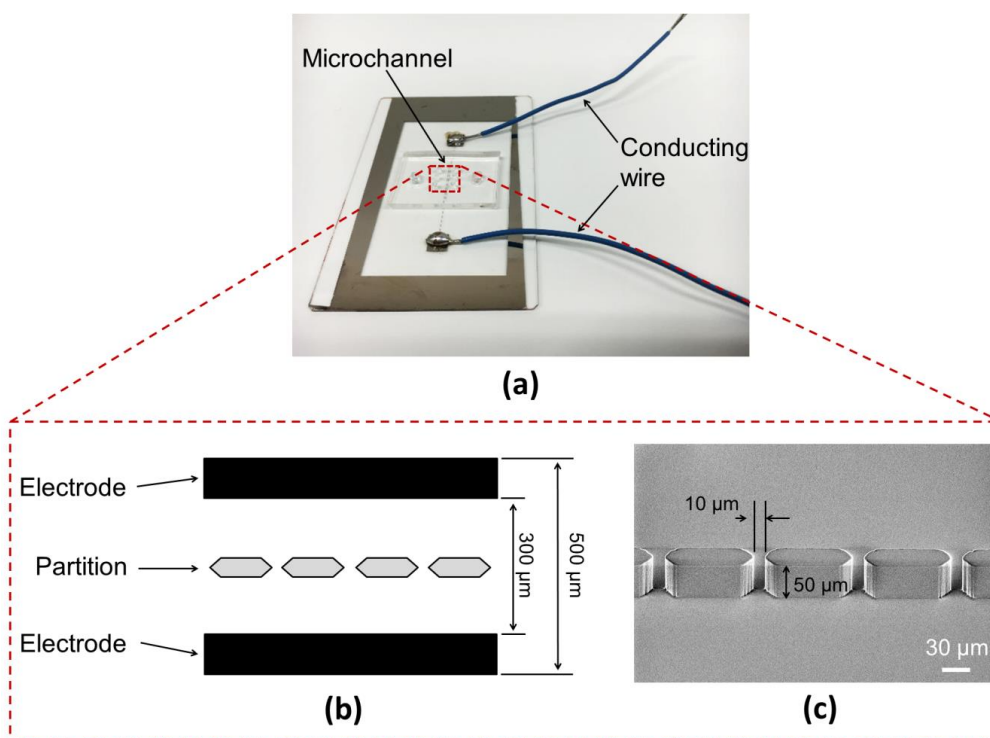 Microchannel
Conducting
wire
(a)
Electrode
Partition
Electrode
300 µm
500 µm
(b)
10 µm
50 µm
30 µm
(c)